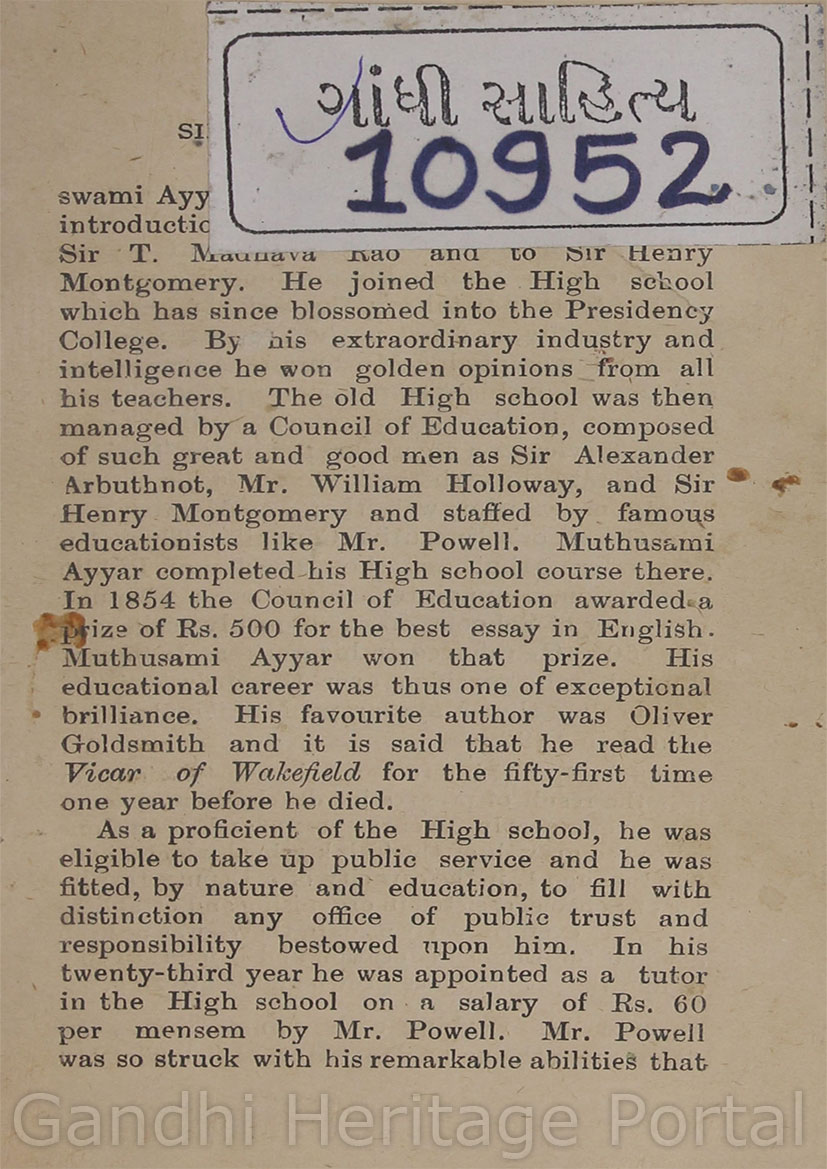 ગાંધી સાહિત્ય
10952
SI
swami Ayy
introductic
Sir T. Madhava Rao and to Sir Henry
Montgomery. He joined the High school
which has since blossomed into the Presidency
College. By his extraordinary industry and
intelligence he won golden opinions from all
his teachers. The old High school was then
managed by a Council of Education, composed
of such great and good men as Sir Alexander
Arbuthnot, Mr. William Holloway, and Sir
Henry Montgomery and staffed by famous
educationists like Mr. Powell. Muthusami
Ayyar completed his High school course there.
In 1854 the Council of Education awarded a
prize of Rs. 500 for the best essay in English.
Muthusami Ayyar won that prize. His
educational career was thus one of exceptional
brilliance. His favourite author was Oliver
Goldsmith and it is said that he read the
Vicar of Wakefield for the fifty-first time
one year before he died.
As a proficient of the High school, he was
eligible to take up public service and he was
fitted, by nature and education, to fill with
distinction any office of public trust and
responsibility bestowed upon him. In his
twenty-third year he was appointed as a tutor
in the High school on a salary of Rs. 60
per mensem by Mr. Powell. Mr. Powell
was so struck with his remarkable abilities that
Gandhi Heritage Portal